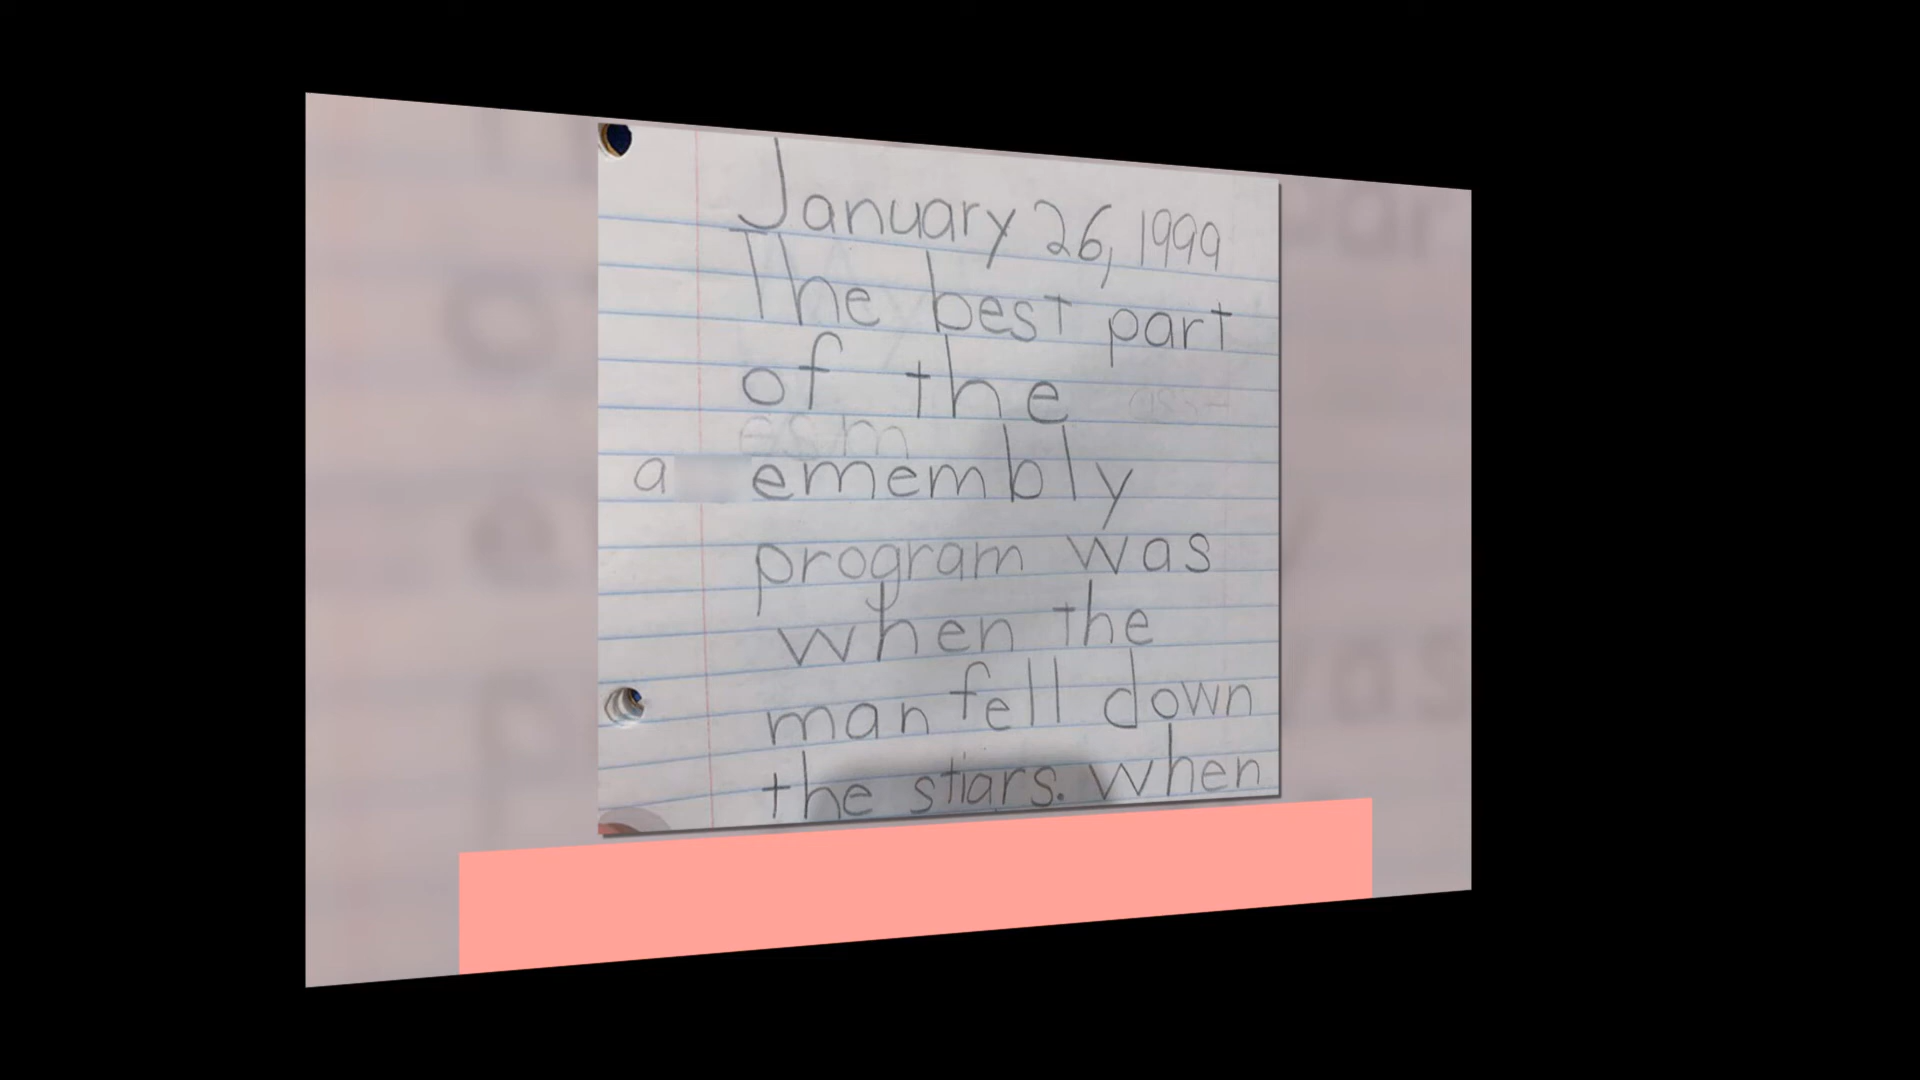 January 26, 1999
The best part
of the
a emembly
program was
when the
man fell down
the stiars. When